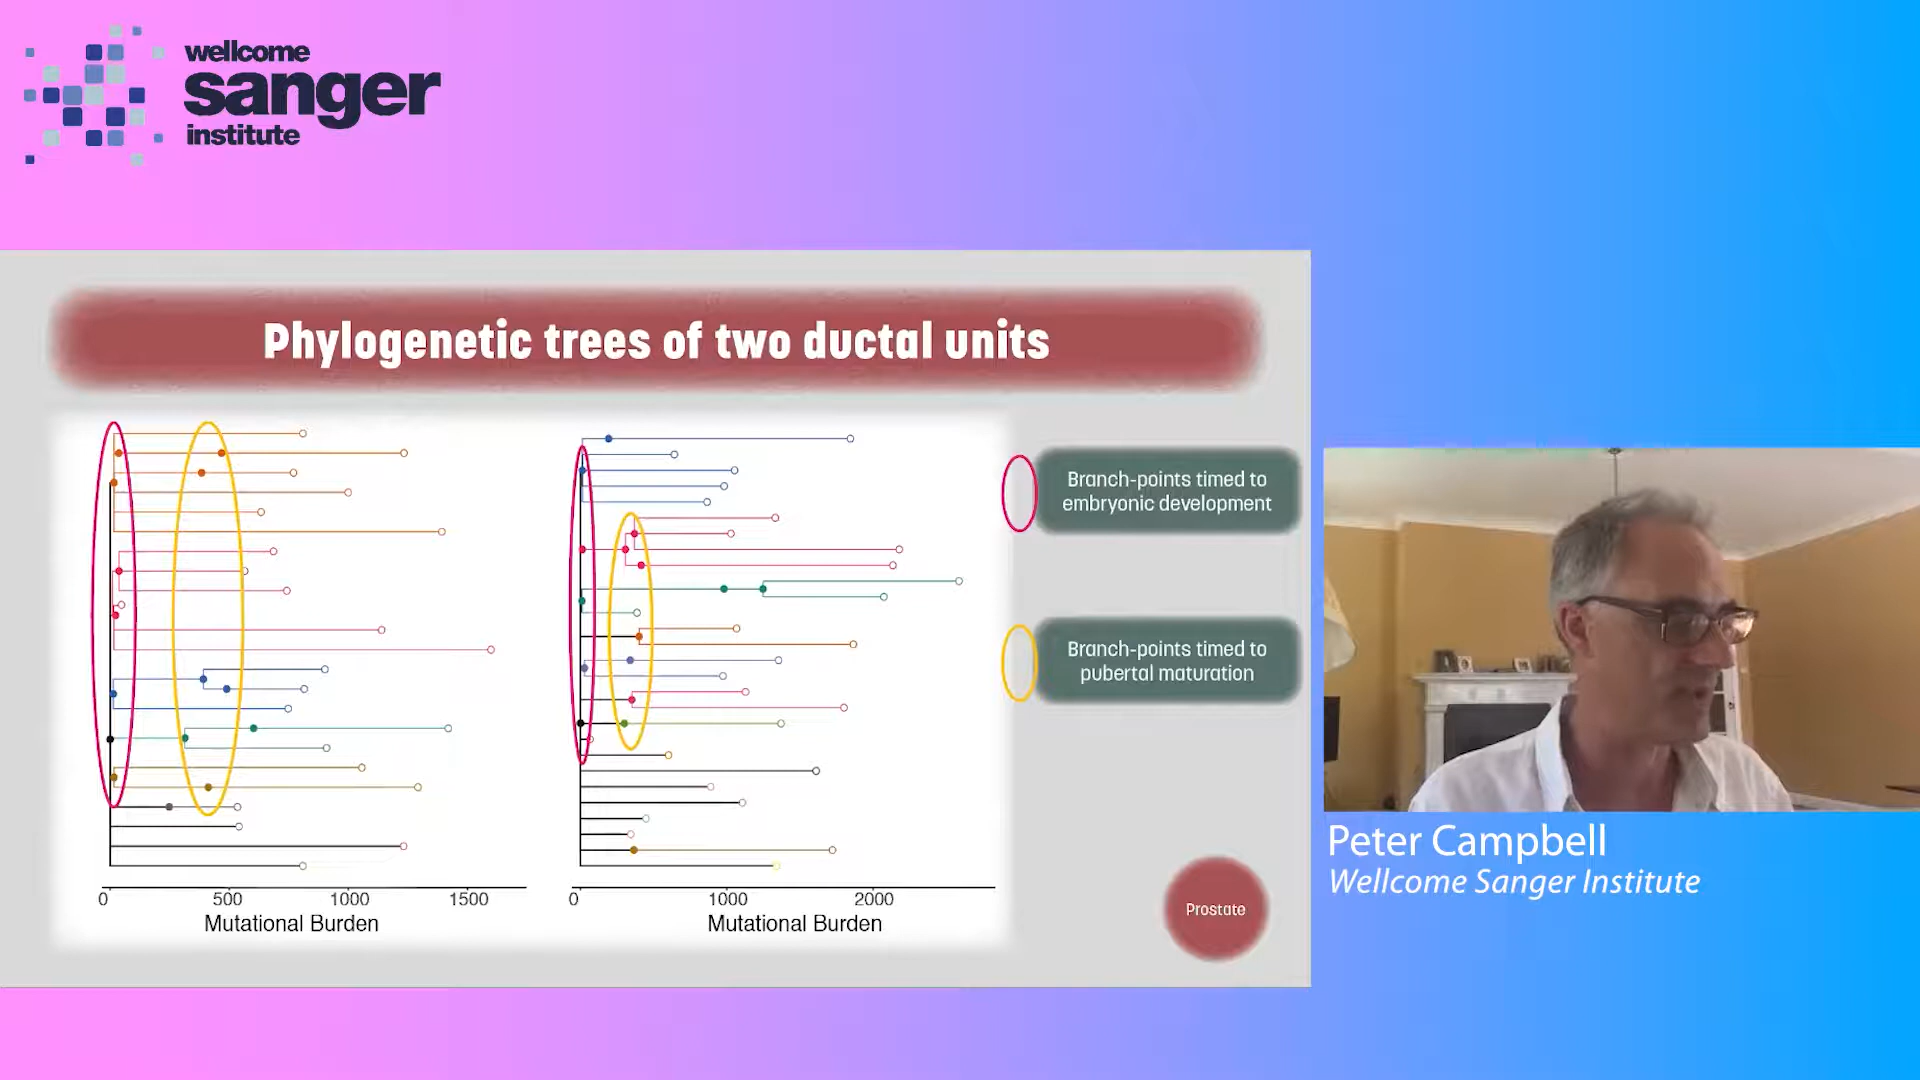 wellcome
sanger
institute
Phylogenetic trees of two ductal units
0 500 1000 1500
Mutational Burden
0 1000 2000
Mutational Burden
Branch-points timed to
embryonic development
Branch-points timed to
pubertal maturation
Prostate
Peter Campbell
Wellcome Sanger Institute